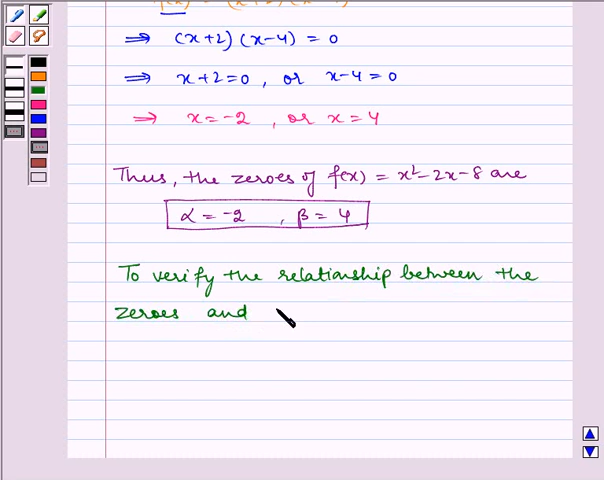 ⇒ (x+2) (x-4) = 0
⇒ x+2=0 , or x-4=0
⇒ x=-2 , or x=4
Thus, the zeroes of f(x) = x²-2x-8 are
α = -2 , β = 4
To verify the relationship between the
zeroes and